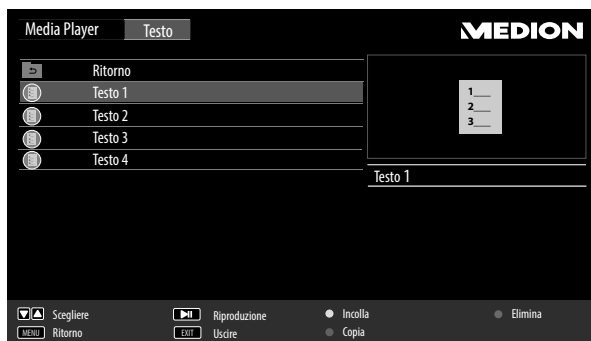 Media Player Testo MEDION
Ritorno
Testo 1
Testo 2
Testo 3
Testo 4
1
2
3
Testo 1
Scegliere Riproduzione Incolla Elimina
MENU Ritorno EXIT Uscire Copia